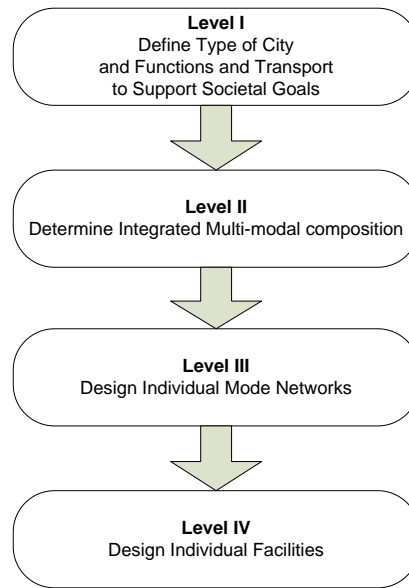 Level I
Define Type of City
and Functions and Transport
to Support Societal Goals
Level II
Determine Integrated Multi-modal composition
Level III
Design Individual Mode Networks
Level IV
Design Individual Facilities